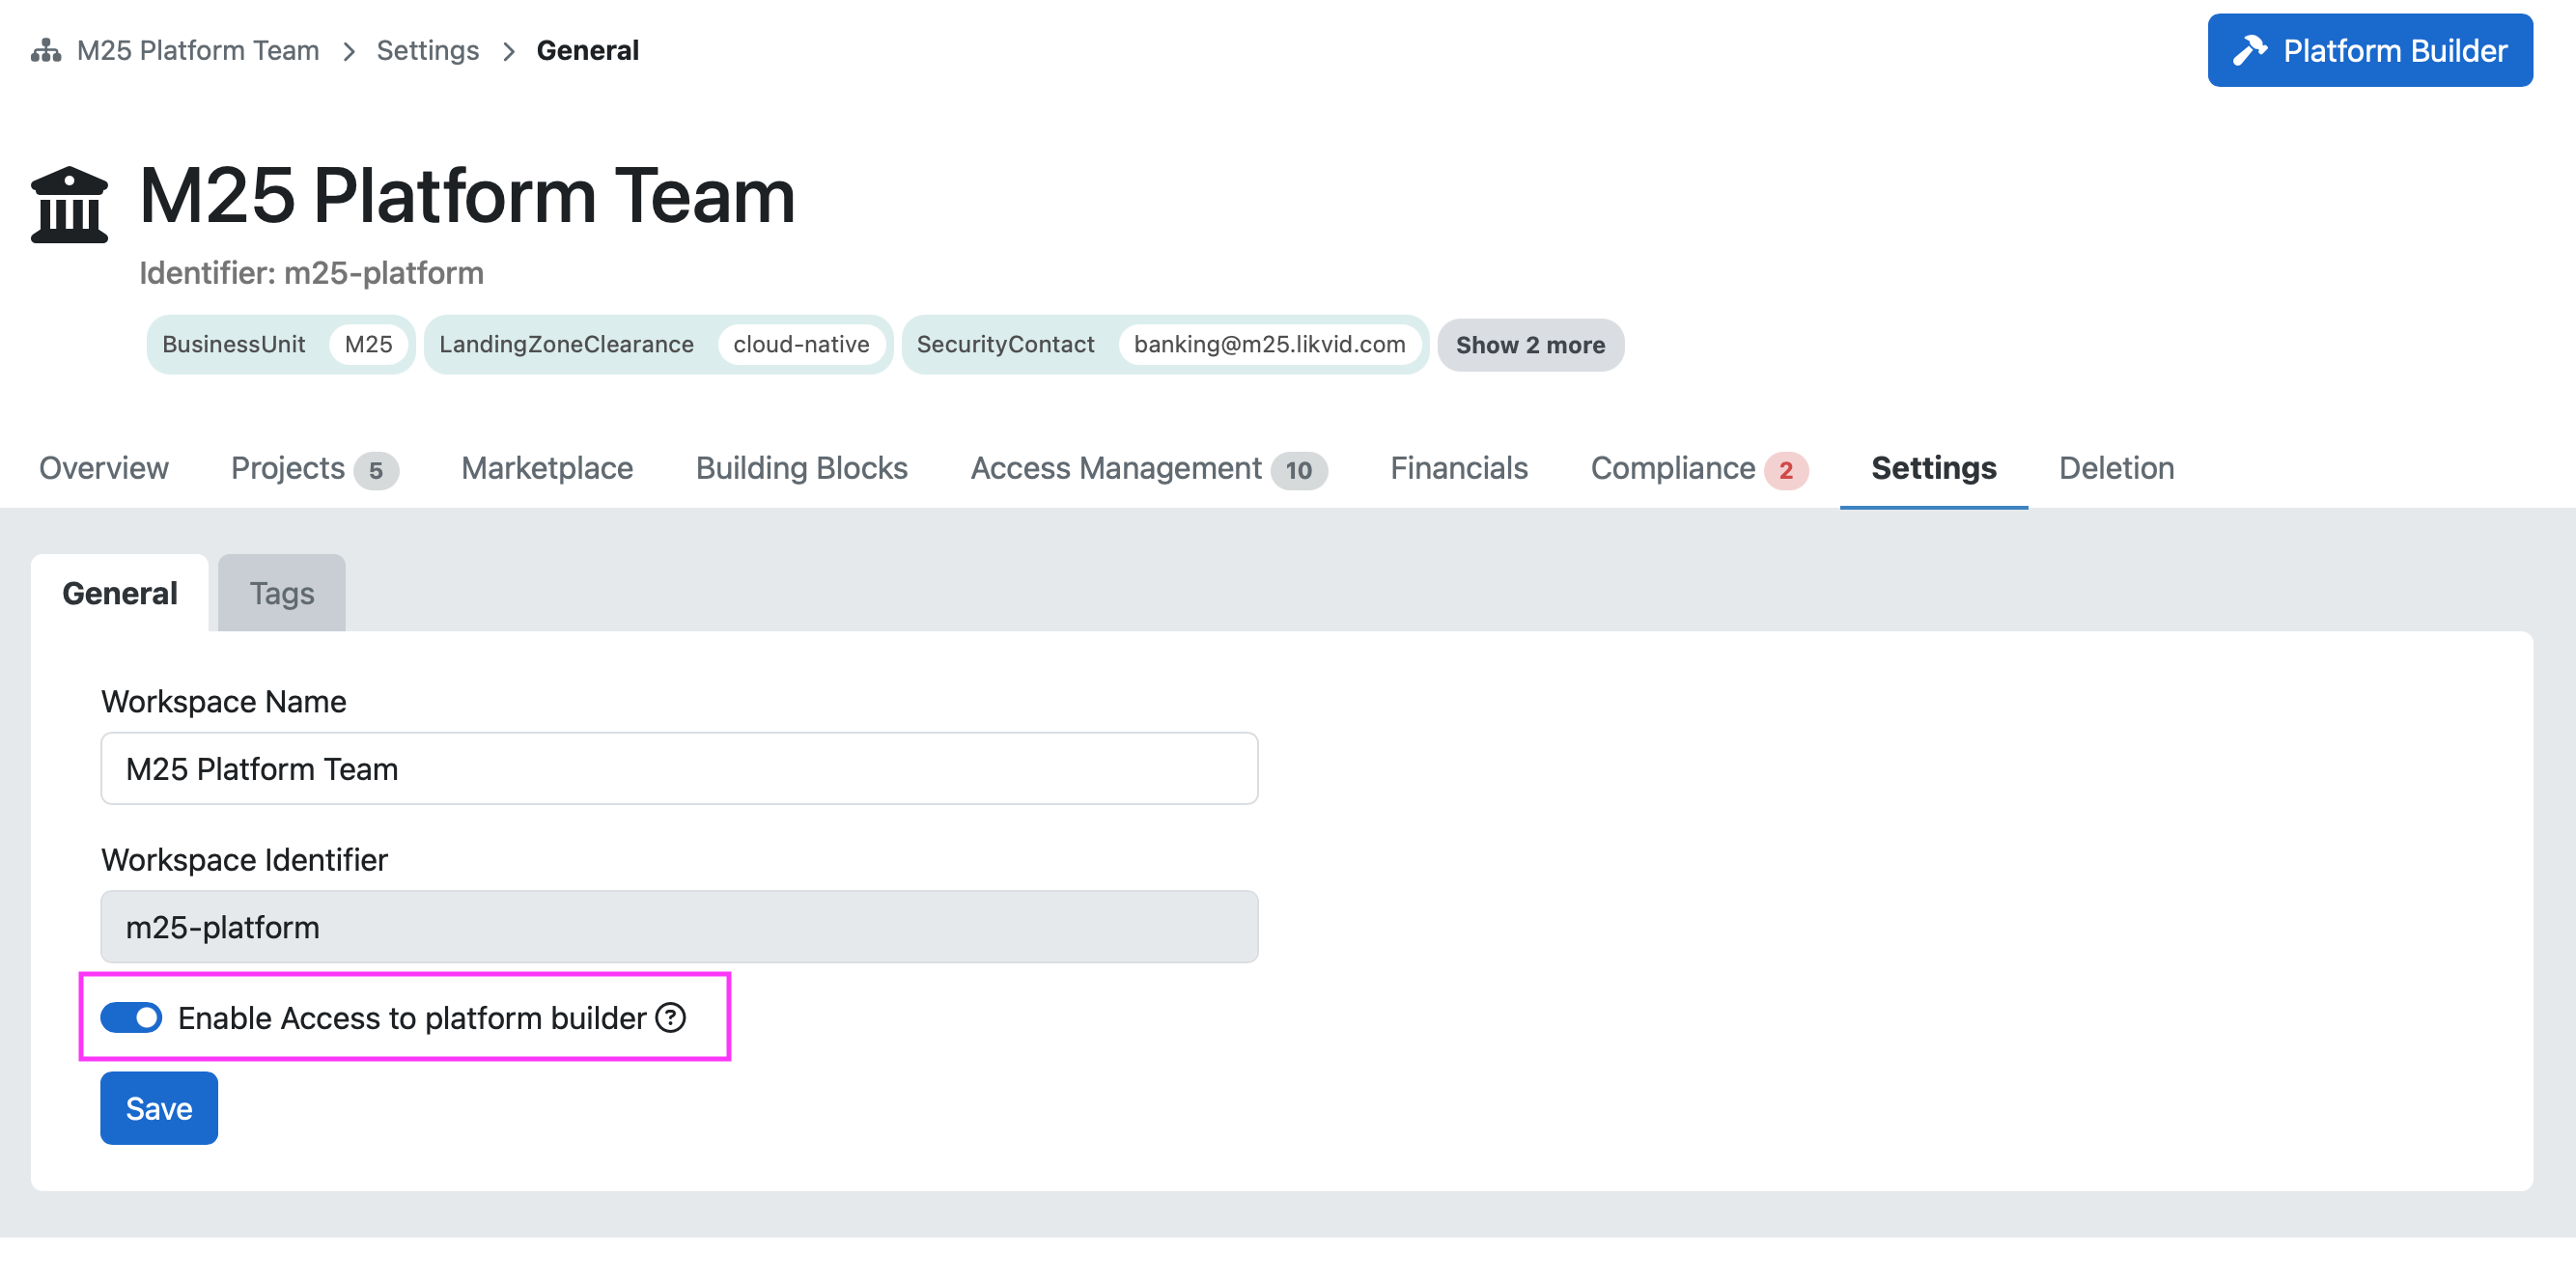 M25 Platform Team > Settings > General
Platform Builder
M25 Platform Team
Identifier: m25-platform
BusinessUnit M25 LandingZoneClearance cloud-native SecurityContact banking@m25.likvid.com Show 2 more
Overview Projects 5 Marketplace Building Blocks Access Management 10 Financials Compliance 2 Settings Deletion
General Tags
Workspace Name
M25 Platform Team
Workspace Identifier
m25-platform
Enable Access to platform builder ?
Save